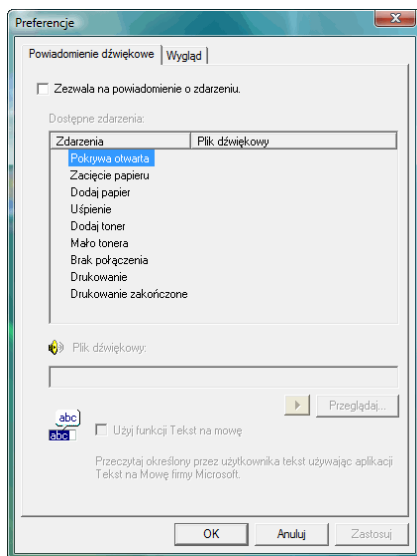 Preferencje
Powiadomienie dźwiękowe Wygląd
Zezwala na powiadomienie o zdarzeniu.
Dostępne zdarzenia:
Zdarzenia Plik dźwiękowy
Pokrywa otwarta
Zacięcie papieru
Dodaj papier
Uśpienie
Dodaj toner
Mało tonera
Brak połączenia
Drukowanie
Drukowanie zakończone
Plik dźwiękowy:
Przeglądaj...
abc
abc
Użyj funkcji Tekst na mowę
Przeczytaj określony przez użytkownika tekst używając aplikacji
Tekst na Mowę firmy Microsoft.
OK Anuluj Zastosuj